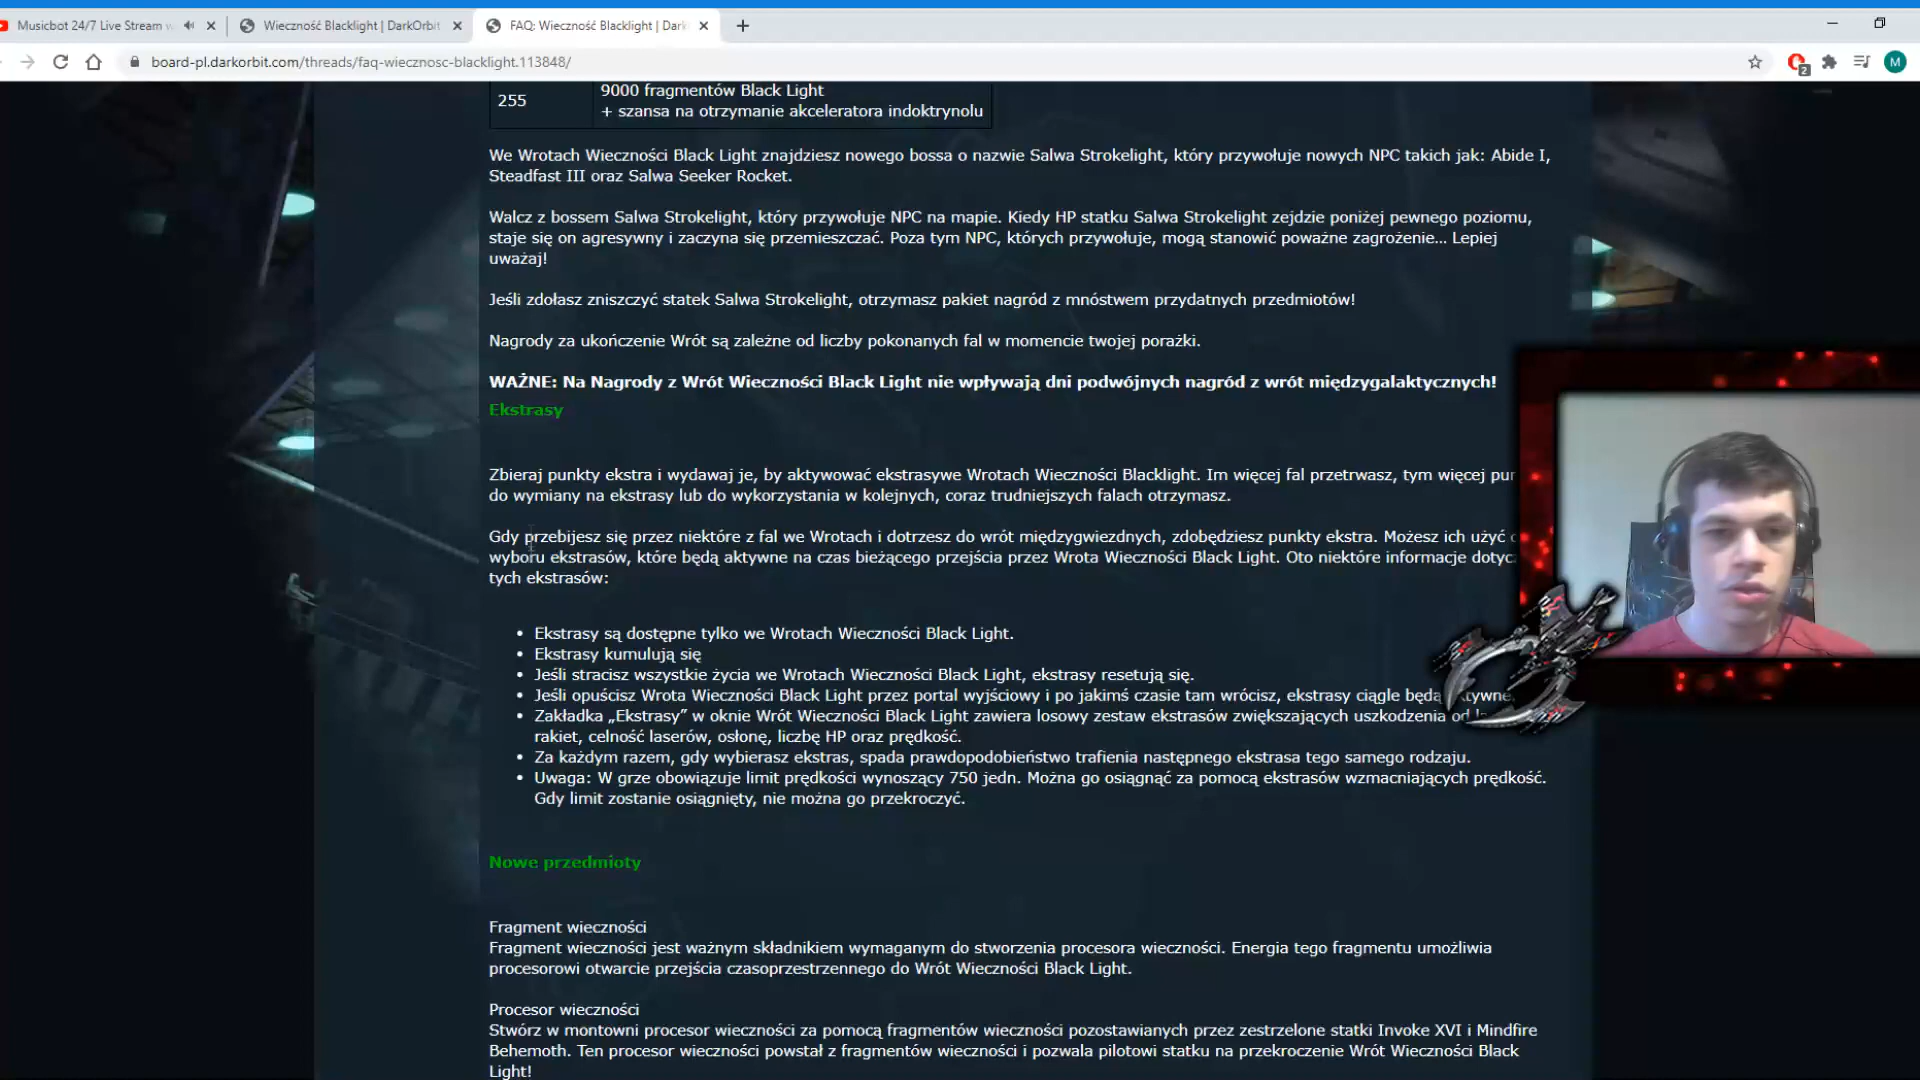 Musicbot 24/7 Live Stream
Wieczność Blacklight | DarkOrbit
FAQ: Wieczność Blacklight | Dark
board-pl.darkorbit.com/threads/faq-wiecznosc-blacklight.113848/
2
M
255
9000 fragmentów Black Light
+ szansa na otrzymanie akceleratora indoktrynolu
We Wrotach Wieczności Black Light znajdziesz nowego bossa o nazwie Salwa Strokelight, który przywołuje nowych NPC takich jak: Abide I,
Steadfast III oraz Salwa Seeker Rocket.
Walcz z bossem Salwa Strokelight, który przywołuje NPC na mapie. Kiedy HP statku Salwa Strokelight zejdzie poniżej pewnego poziomu,
staje się on agresywny i zaczyna się przemieszczać. Poza tym NPC, których przywołuje, mogą stanowić poważne zagrożenie... Lepiej
uważaj!
Jeśli zdołasz zniszczyć statek Salwa Strokelight, otrzymasz pakiet nagród z mnóstwem przydatnych przedmiotów!
Nagrody za ukończenie Wrót są zależne od liczby pokonanych fal w momencie twojej porażki.
WAŻNE: Na Nagrody z Wrót Wieczności Black Light nie wpływają dni podwójnych nagród z wrót międzygalaktycznych!
Ekstrasy
Zbieraj punkty ekstra i wydawaj je, by aktywować ekstrasywe Wrotach Wieczności Blacklight. Im więcej fal przetrwasz, tym więcej
do wymiany na ekstrasy lub do wykorzystania w kolejnych, coraz trudniejszych falach otrzymasz.
Gdy przebijesz się przez niektóre z fal we Wrotach i dotrzesz do wrót międzygwiezdnych, zdobędziesz punkty ekstra. Możesz ich użyć
wyboru ekstrasów, które będą aktywne na czas bieżącego przejścia przez Wrota Wieczności Black Light. Oto niektóre informacje
tych ekstrasów:
• Ekstrasy są dostępne tylko we Wrotach Wieczności Black Light.
• Ekstrasy kumulują się
• Jeśli stracisz wszystkie życia we Wrotach Wieczności Black Light, ekstrasy resetują się.
• Jeśli opuścisz Wrota Wieczności Black Light przez portal wyjściowy i po jakimś czasie tam wrócisz, ekstrasy ciągle będą
• Zakładka „Ekstrasy” w oknie Wrót Wieczności Black Light zawiera losowy zestaw ekstrasów zwiększających uszkodzenia od
rakiet, celność laserów, osłonę, liczbę HP oraz prędkość.
• Za każdym razem, gdy wybierasz ekstras, spada prawdopodobieństwo trafienia następnego ekstrasa tego samego rodzaju.
• Uwaga: W grze obowiązuje limit prędkości wynoszący 750 jedn. Można go osiągnąć za pomocą ekstrasów wzmacniających prędkość.
Gdy limit zostanie osiągnięty, nie można go przekroczyć.
Nowe przedmioty
Fragment wieczności
Fragment wieczności jest ważnym składnikiem wymaganym do stworzenia procesora wieczności. Energia tego fragmentu umożliwia
procesorowi otwarcie przejścia czasoprzestrzennego do Wrót Wieczności Black Light.
Procesor wieczności
Stwórz w montowni procesor wieczności za pomocą fragmentów wieczności pozostawianych przez zestrzelone statki Invoke XVI i Mindfire
Behemoth. Ten procesor wieczności powstał z fragmentów wieczności i pozwala pilotowi statku na przekroczenie Wrót Wieczności Black
Light!